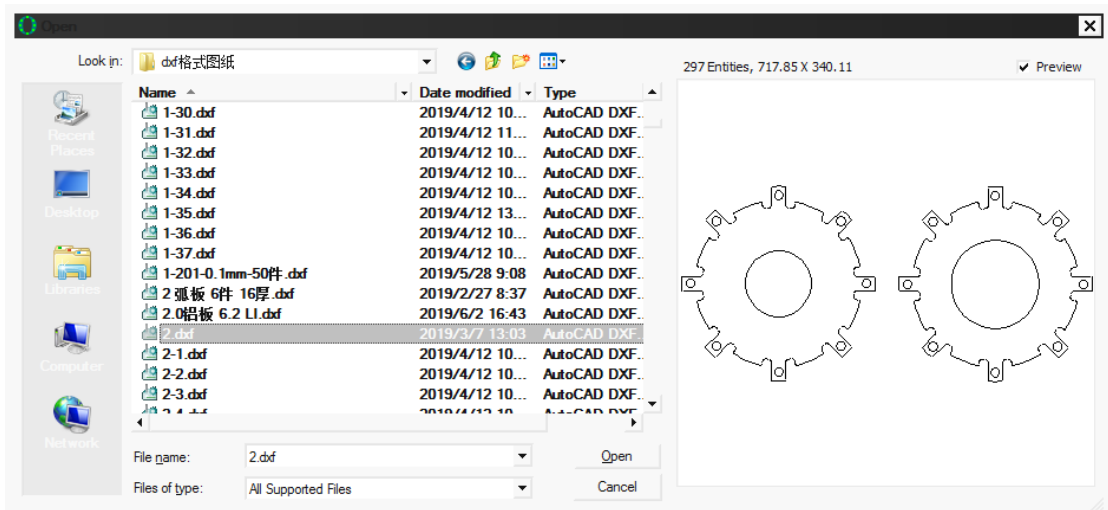 Open
Look in: dxf格式图纸
297 Entities, 717.85 X 340.11
Preview
Name Date modified Type
1-30.dxf 2019/4/12 10... AutoCAD DXF..
1-31.dxf 2019/4/12 11... AutoCAD DXF..
1-32.dxf 2019/4/12 10... AutoCAD DXF..
1-33.dxf 2019/4/12 10... AutoCAD DXF..
1-34.dxf 2019/4/12 10... AutoCAD DXF..
1-35.dxf 2019/4/12 13... AutoCAD DXF..
1-36.dxf 2019/4/12 10... AutoCAD DXF..
1-37.dxf 2019/4/12 10... AutoCAD DXF..
1-201-0.1mm-50件.dxf 2019/5/28 9:08 AutoCAD DXF..
2 弧板 6件 16厚.dxf 2019/2/27 8:37 AutoCAD DXF..
2.0铝板 6.2 LI.dxf 2019/6/2 16:43 AutoCAD DXF..
2.dxf 2019/3/7 13:03 AutoCAD DXF..
2-1.dxf 2019/4/12 10... AutoCAD DXF..
2-2.dxf 2019/4/12 10... AutoCAD DXF..
2-3.dxf 2019/4/12 10... AutoCAD DXF..
2-4.dxf 2019/4/12 10... AutoCAD DXF..
Recent
Places
Desktop
Libraries
Computer
Network
File name: 2.dxf Open
Files of type: All Supported Files Cancel